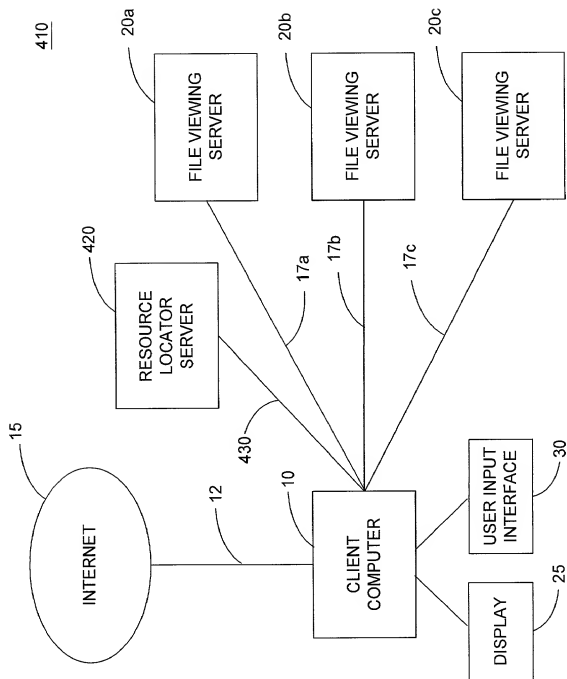 410
15
INTERNET
12
420
RESOURCE
LOCATOR
SERVER
430
20a
FILE VIEWING
SERVER
17a
20b
FILE VIEWING
SERVER
17b
20c
FILE VIEWING
SERVER
17c
10
CLIENT
COMPUTER
DISPLAY
25
USER INPUT
INTERFACE
30